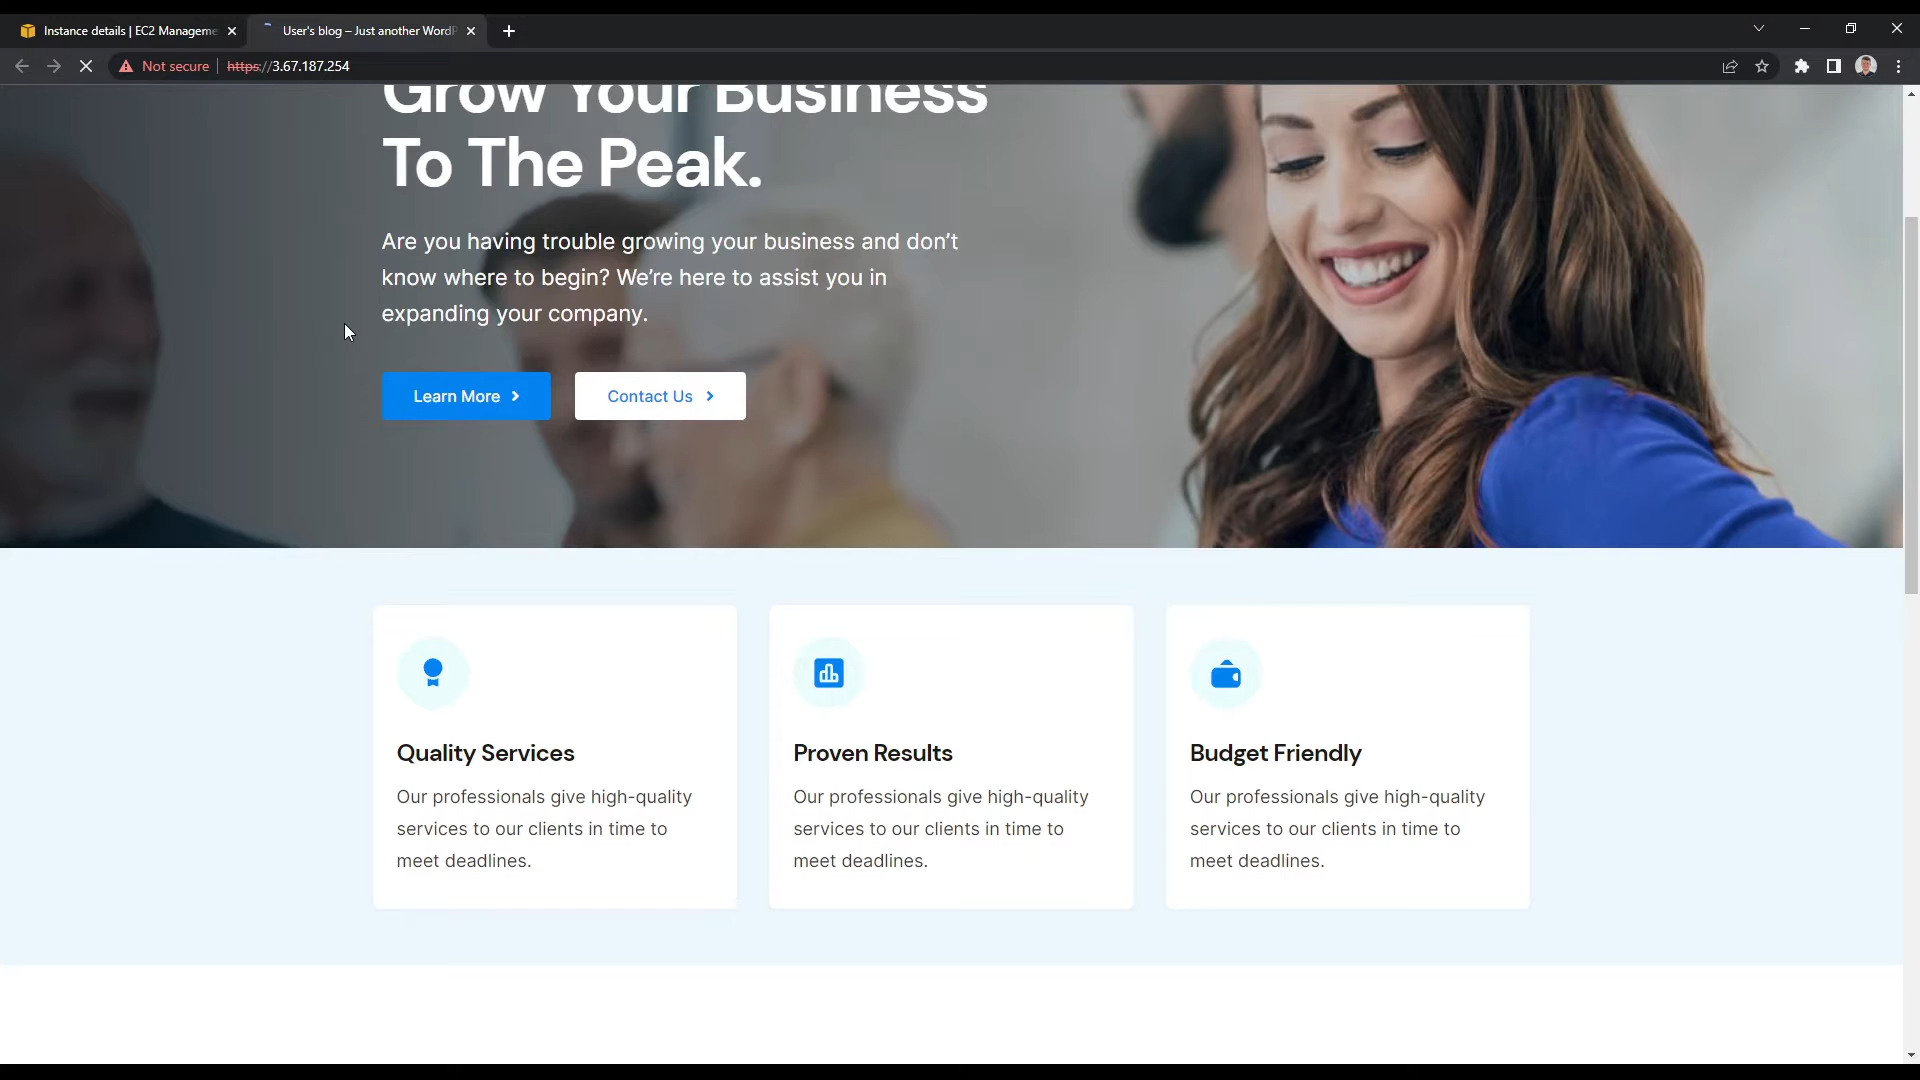 Instance details | EC2 Manageme
User's blog – Just another WordP
Not secure
https://3.67.187.254
Grow Your Business
To The Peak.
Are you having trouble growing your business and don't
know where to begin? We're here to assist you in
expanding your company.
Learn More
Contact Us
Quality Services
Our professionals give high-quality
services to our clients in time to
meet deadlines.
Proven Results
Our professionals give high-quality
services to our clients in time to
meet deadlines.
Budget Friendly
Our professionals give high-quality
services to our clients in time to
meet deadlines.